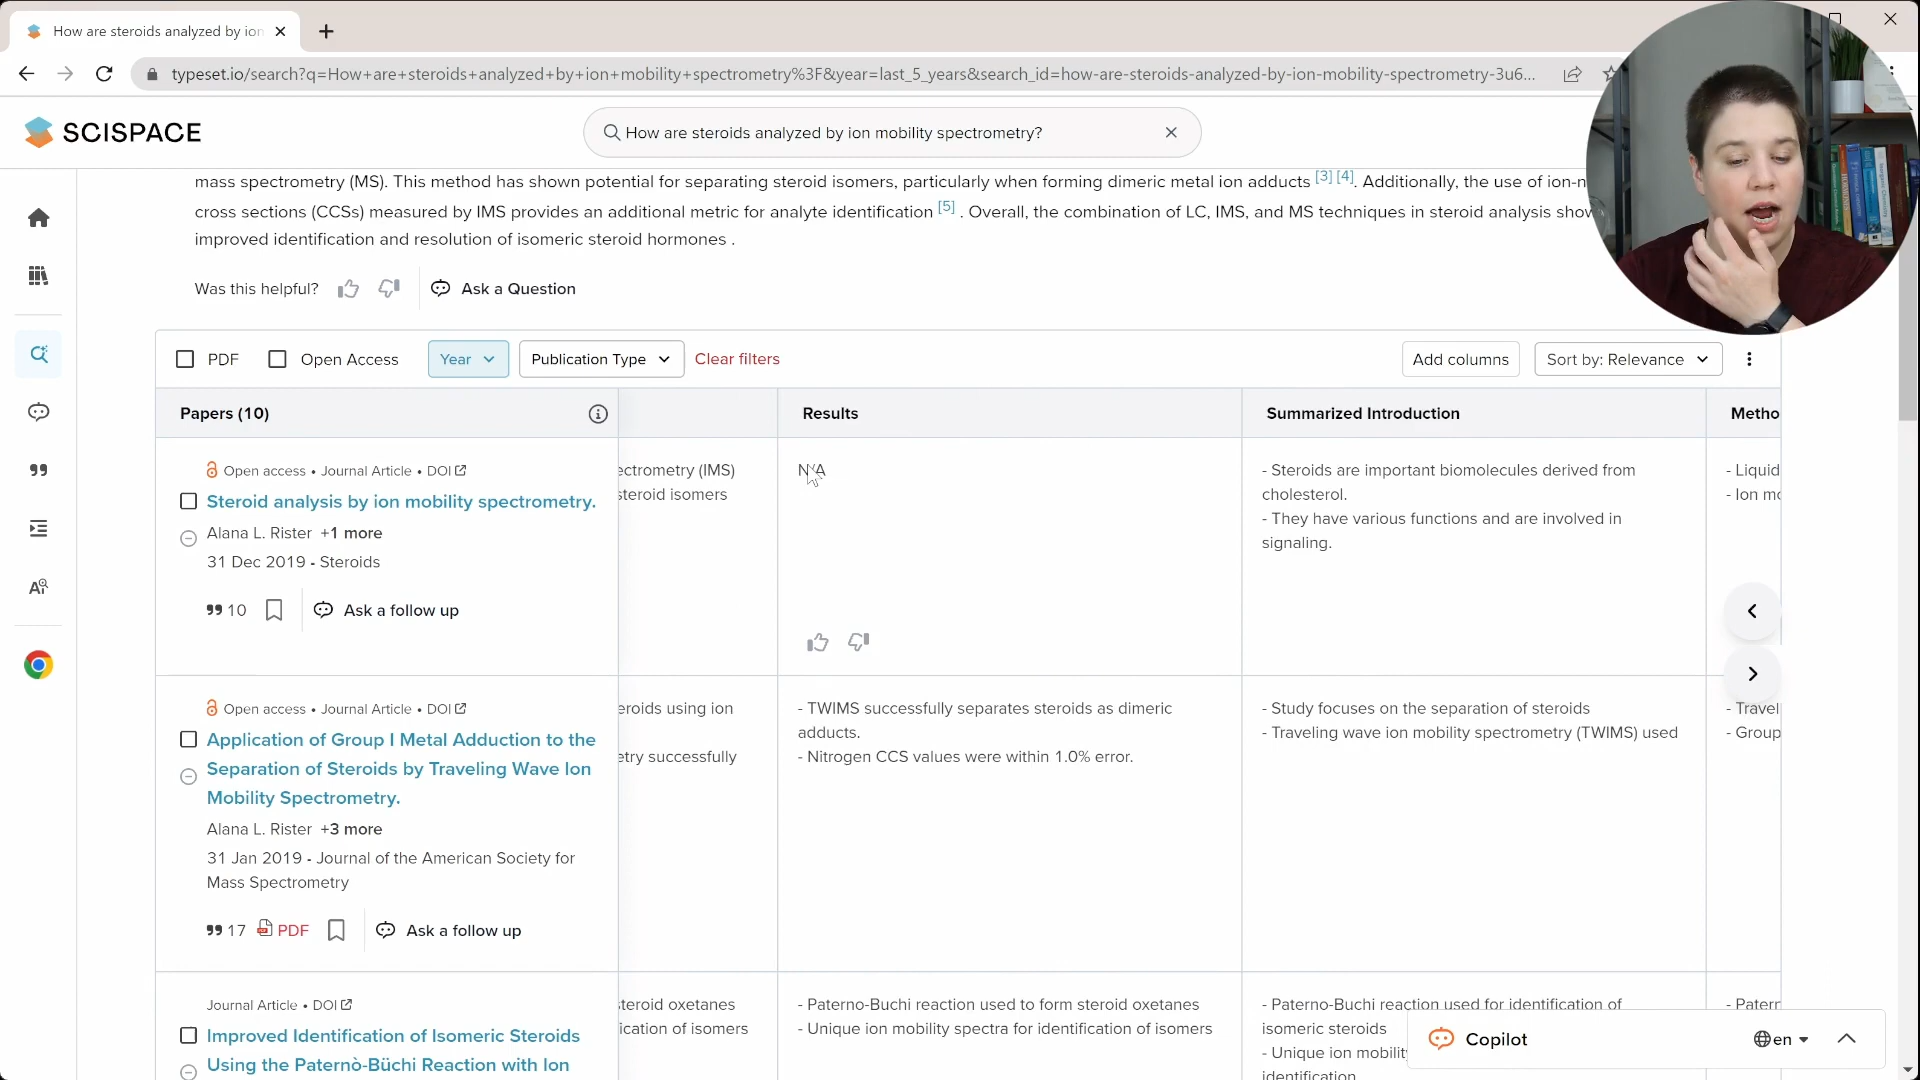 How are steroids analyzed by ion
typeset.io/search?q=How+are+steroids+analyzed+by+ion+mobility+spectrometry%3F&year=last_5_years&search_id=how-are-steroids-analyzed-by-ion-mobility-spectrometry-3u6...
SCISPACE
How are steroids analyzed by ion mobility spectrometry?
mass spectrometry (MS). This method has shown potential for separating steroid isomers, particularly when forming dimeric metal ion adducts [3] [4]. Additionally, the use of ion-n
cross sections (CCSs) measured by IMS provides an additional metric for analyte identification [5] . Overall, the combination of LC, IMS, and MS techniques in steroid analysis show
improved identification and resolution of isomeric steroid hormones .
Was this helpful? Ask a Question
PDF Open Access Year Publication Type Clear filters Add columns Sort by: Relevance
Papers (10) Results Summarized Introduction Metho
Open access • Journal Article • DOI
Steroid analysis by ion mobility spectrometry.
Alana L. Rister +1 more
31 Dec 2019 - Steroids
10 Ask a follow up
ectrometry (IMS)
steroid isomers
N/A
- Steroids are important biomolecules derived from
cholesterol.
- They have various functions and are involved in
signaling.
- Liquid
- Ion mo
Open access • Journal Article • DOI
Application of Group I Metal Adduction to the
Separation of Steroids by Traveling Wave Ion
Mobility Spectrometry.
Alana L. Rister +3 more
31 Jan 2019 - Journal of the American Society for
Mass Spectrometry
17 PDF Ask a follow up
eroids using ion
etry successfully
- TWIMS successfully separates steroids as dimeric
adducts.
- Nitrogen CCS values were within 1.0% error.
- Study focuses on the separation of steroids
- Traveling wave ion mobility spectrometry (TWIMS) used
- Travel
- Group
Journal Article • DOI
Improved Identification of Isomeric Steroids
Using the Paternò-Büchi Reaction with Ion
steroid oxetanes
ication of isomers
- Paterno-Buchi reaction used to form steroid oxetanes
- Unique ion mobility spectra for identification of isomers
- Paterno-Buchi reaction used for identification of
isomeric steroids
- Unique ion mobility
identification
- Patern
Copilot en